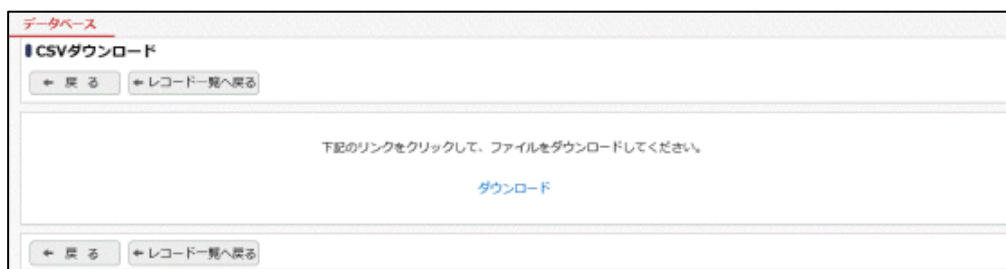 データベース
CSVダウンロード
← 戻 る ← レコード一覧へ戻る
下記のリンクをクリックして、ファイルをダウンロードしてください。
ダウンロード
← 戻 る ← レコード一覧へ戻る